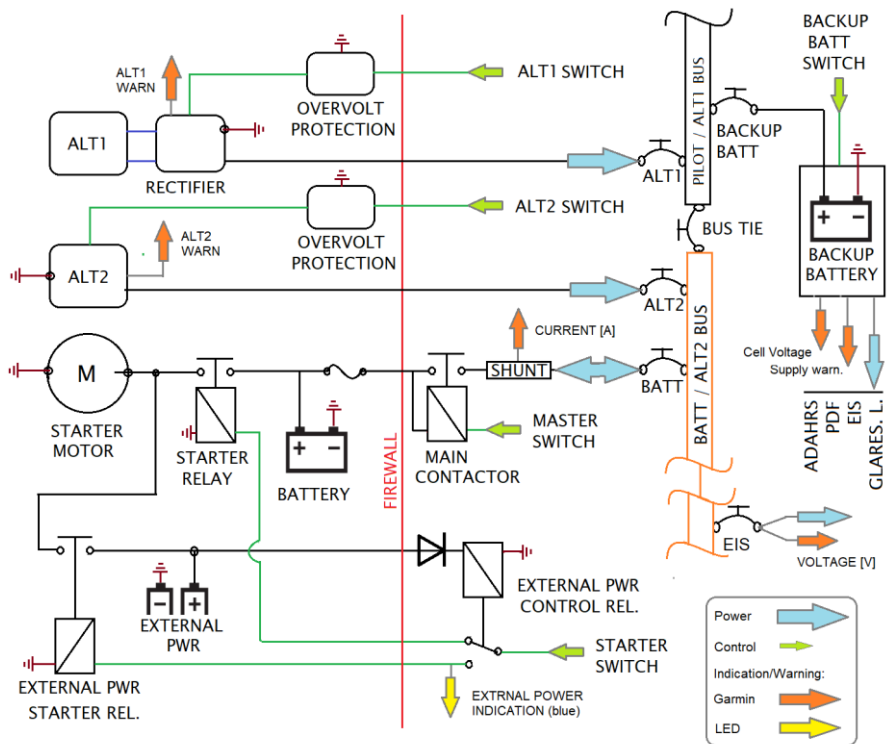 BACKUP
BATT
SWITCH
ALT1
WARN
ALT1 SWITCH
OVERVOLT
PROTECTION
PILOT / ALT1 BUS
BACKUP
BATT
ALT1
RECTIFIER
ALT1
ALT2 SWITCH
BUS TIE
+ −
BACKUP
BATTERY
ALT2
WARN
OVERVOLT
PROTECTION
ALT2
ALT2
CURRENT [A]
Cell Voltage
Supply warn.
BATT / ALT2 BUS
M
SHUNT
BATT
ADAHRS
PDF
EIS
GLARES. L.
STARTER
MOTOR
STARTER
RELAY
+ −
BATTERY
FIREWALL
MAIN
CONTACTOR
MASTER
SWITCH
EIS
VOLTAGE [V]
− +
EXTERNAL
PWR
EXTERNAL PWR
CONTROL REL.
STARTER
SWITCH
EXTERNAL PWR
STARTER REL.
EXTRNAL POWER
INDICATION (blue)
Power
Control
Indication/Warning:
Garmin
LED